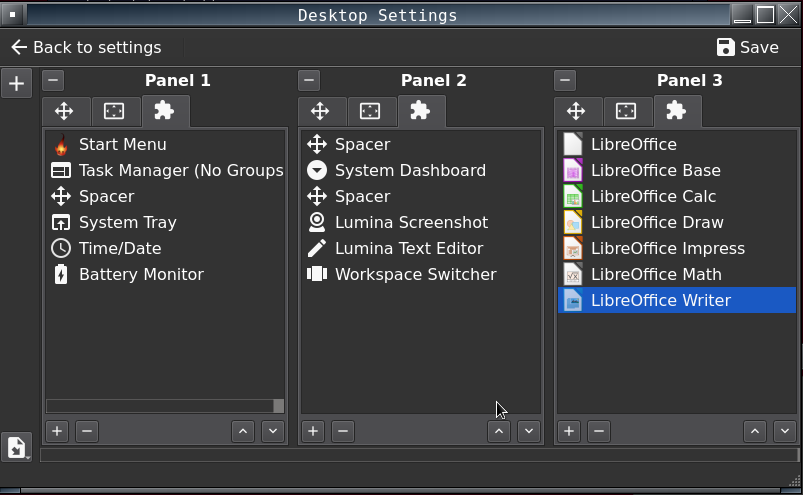 Desktop Settings
Back to settings
Save
Panel 1
Panel 2
Panel 3
Start Menu
Task Manager (No Groups
Spacer
System Tray
Time/Date
Battery Monitor
Spacer
System Dashboard
Spacer
Lumina Screenshot
Lumina Text Editor
Workspace Switcher
LibreOffice
LibreOffice Base
LibreOffice Calc
LibreOffice Draw
LibreOffice Impress
LibreOffice Math
LibreOffice Writer